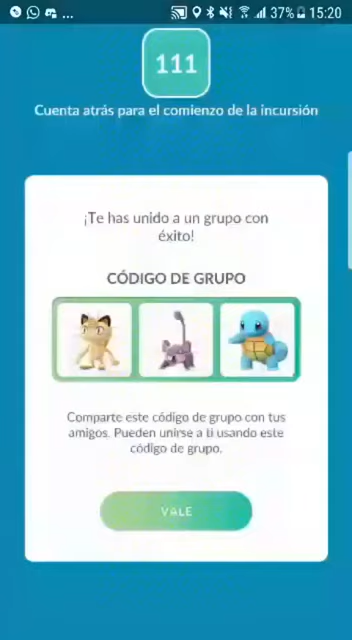 ... 37% 15:20
111
Cuenta atrás para el comienzo de la incursión
¡Te has unido a un grupo con
éxito!
CÓDIGO DE GRUPO
Comparte este código de grupo con tus
amigos. Pueden unirse a ti usando este
código de grupo.
VALE